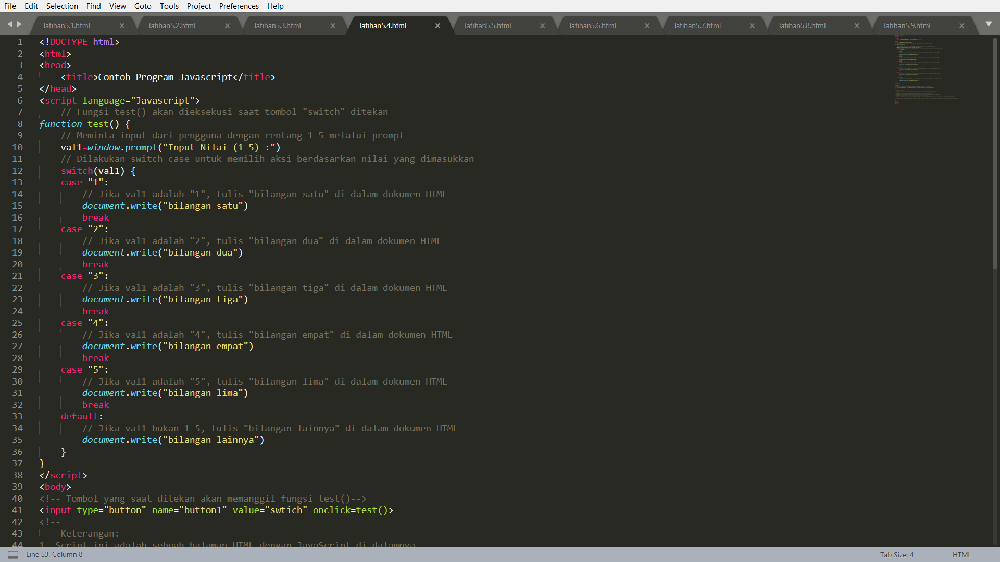 File Edit Selection Find View Goto Tools Project Preferences Help
latihan5.1.html latihan5.2.html latihan5.3.html latihan5.4.html latihan5.5.html latihan5.6.html latihan5.7.html latihan5.8.html latihan5.9.html
1 <!DOCTYPE html>
2 <html>
3 <head>
4     <title>Contoh Program Javascript</title>
5 </head>
6 <script language="Javascript">
7     // Fungsi test() akan dieksekusi saat tombol "switch" ditekan
8 function test() {
9     // Meminta input dari pengguna dengan rentang 1-5 melalui prompt
10     val1=window.prompt("Input Nilai (1-5) :")
11     // Dilakukan switch case untuk memilih aksi berdasarkan nilai yang dimasukkan
12     switch(val1) {
13     case "1":
14         // Jika val1 adalah "1", tulis "bilangan satu" di dalam dokumen HTML
15         document.write("bilangan satu")
16         break
17     case "2":
18         // Jika val1 adalah "2", tulis "bilangan dua" di dalam dokumen HTML
19         document.write("bilangan dua")
20         break
21     case "3":
22         // Jika val1 adalah "3", tulis "bilangan tiga" di dalam dokumen HTML
23         document.write("bilangan tiga")
24         break
25     case "4":
26         // Jika val1 adalah "4", tulis "bilangan empat" di dalam dokumen HTML
27         document.write("bilangan empat")
28         break
29     case "5":
30         // Jika val1 adalah "5", tulis "bilangan lima" di dalam dokumen HTML
31         document.write("bilangan lima")
32         break
33     default:
34         // Jika val1 bukan 1-5, tulis "bilangan lainnya" di dalam dokumen HTML
35         document.write("bilangan lainnya")
36     }
37 }
38 </script>
39 <body>
40 <!-- Tombol yang saat ditekan akan memanggil fungsi test()-->
41 <input type="button" name="button1" value="swtich" onclick=test()>
42 <!--
43     Keterangan:
44 1. Script ini adalah sebuah halaman HTML dengan JavaScript di dalamnya.
Line 53, Column 8 Tab Size: 4 HTML